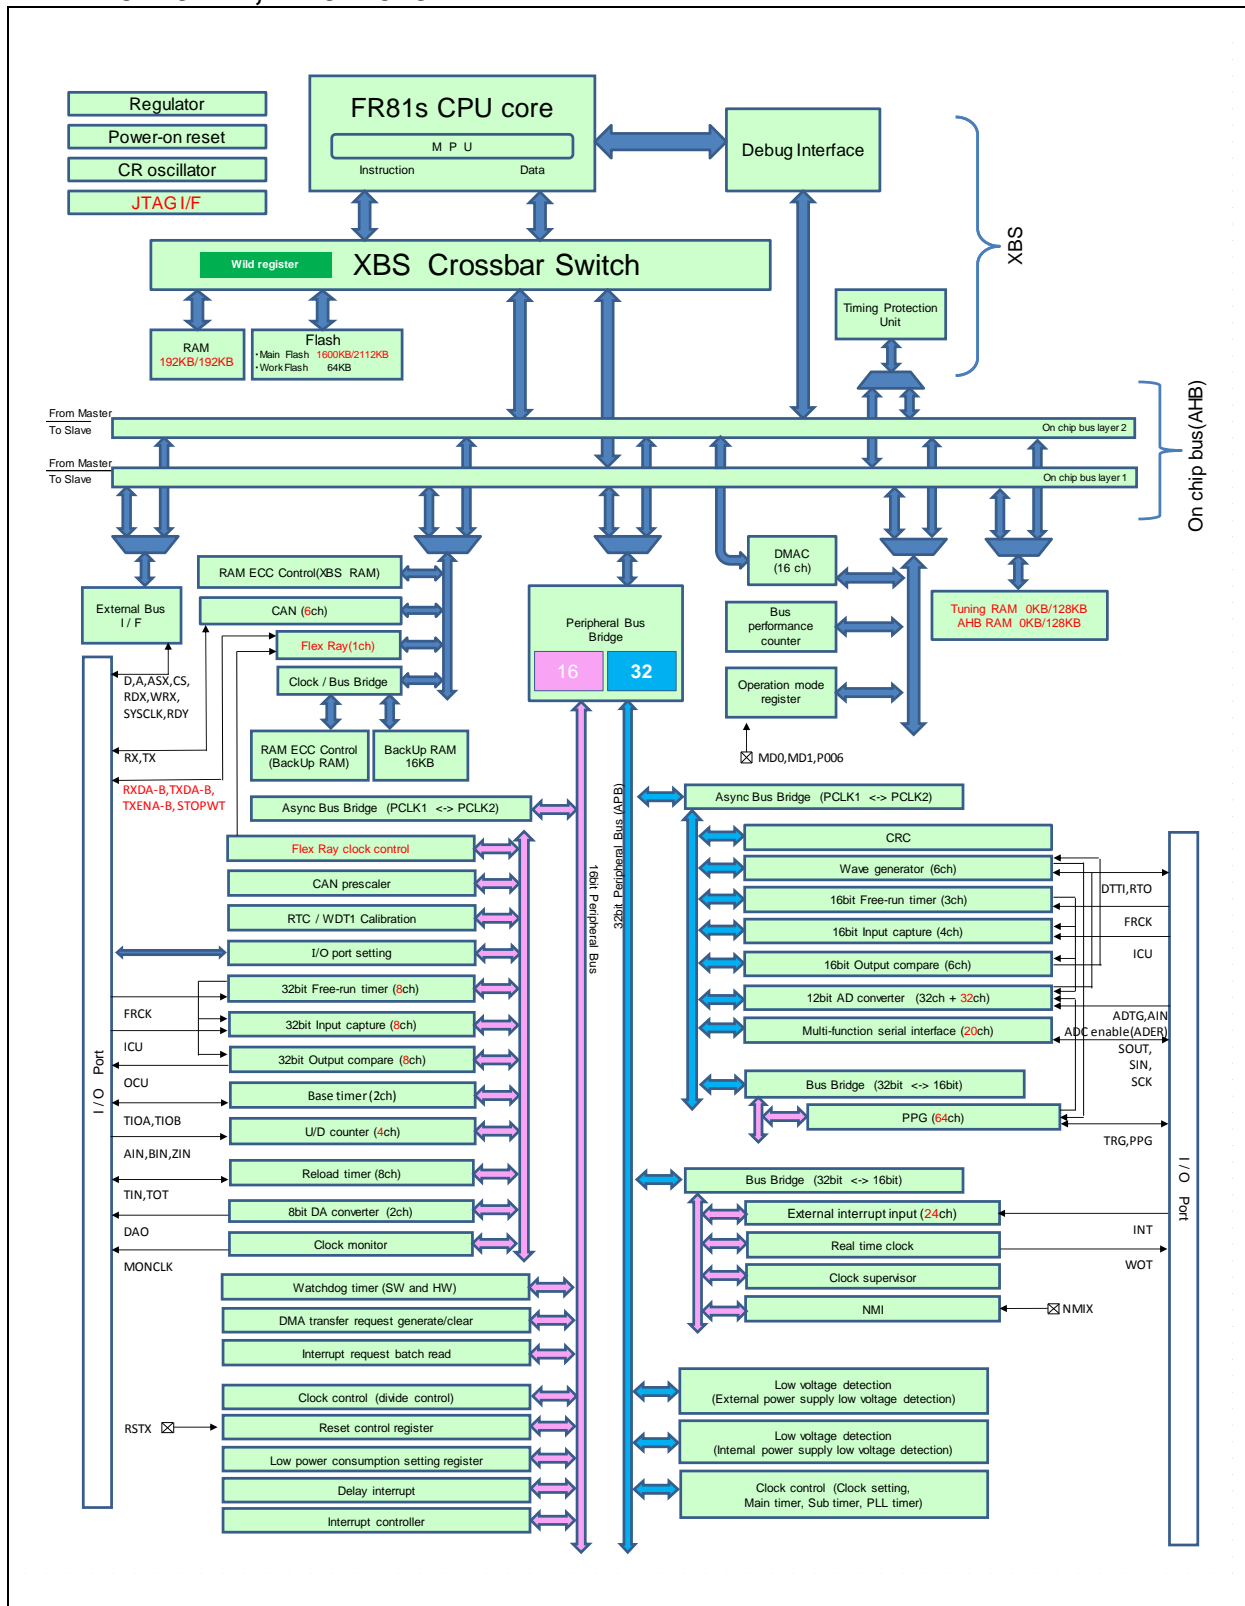 Regulator
Power-on reset
CR oscillator
JTAG I/F
FR81s CPU core
M P U
Instruction
Data
Debug Interface
XBS
Wild register
XBS Crossbar Switch
Timing Protection
Unit
RAM
192KB/192KB
Flash
・Main Flash 1600KB/2112KB
・WorkFlash 64KB
On chip bus(AHB)
From Master
To Slave
On chip bus layer 2
From Master
To Slave
On chip bus layer 1
External Bus
I / F
RAM ECC Control(XBS RAM)
CAN (6ch)
Flex Ray(1ch)
Clock / Bus Bridge
RAM ECC Control
(BackUp RAM)
BackUp RAM
16KB
Peripheral Bus
Bridge
16
32
DMAC
(16 ch)
Bus
performance
counter
Operation mode
register
MD0,MD1,P006
Tuning RAM 0KB/128KB
AHB RAM 0KB/128KB
D,A,ASX,CS,
RDX,WRX,
SYSCLK,RDY
RX,TX
RXDA-B,TXDA-B,
TXENA-B, STOPWT
Async Bus Bridge (PCLK1 <-> PCLK2)
Flex Ray clock control
CAN prescaler
RTC / WDT1 Calibration
I/O port setting
32bit Free-run timer (8ch)
FRCK
32bit Input capture (8ch)
ICU
32bit Output compare (8ch)
OCU
Base timer (2ch)
TIOA,TIOB
U/D counter (4ch)
AIN,BIN,ZIN
Reload timer (8ch)
TIN,TOT
8bit DA converter (2ch)
DAO
Clock monitor
MONCLK
I / O Port
Watchdog timer (SW and HW)
DMA transfer request generate/clear
Interrupt request batch read
Clock control (divide control)
RSTX
Reset control register
Low power consumption setting register
Delay interrupt
Interrupt controller
16bit Peripheral Bus
32bit Peripheral Bus (APB)
Async Bus Bridge (PCLK1 <-> PCLK2)
CRC
Wave generator (6ch)
DTTI,RTO
16bit Free-run timer (3ch)
FRCK
16bit Input capture (4ch)
ICU
16bit Output compare (6ch)
12bit AD converter (32ch + 32ch)
ADTG,AIN
ADC enable(ADER)
Multi-function serial interface (20ch)
SOUT,
SIN,
SCK
Bus Bridge (32bit <-> 16bit)
PPG (64ch)
TRG,PPG
I / O Port
Bus Bridge (32bit <-> 16bit)
External interrupt input (24ch)
INT
Real time clock
WOT
Clock supervisor
NMI
NMIX
Low voltage detection
(External power supply low voltage detection)
Low voltage detection
(Internal power supply low voltage detection)
Clock control (Clock setting,
Main timer, Sub timer, PLL timer)